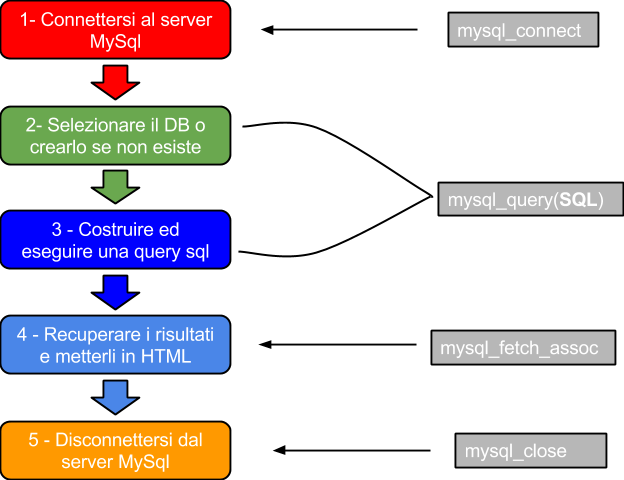 1- Connettersi al server
MySql
mysql_connect
2- Selezionare il DB o
crearlo se non esiste
mysql_query(SQL)
3 - Costruire ed
eseguire una query sql
4 - Recuperare i risultati
e metterli in HTML
mysql_fetch_assoc
5 - Disconnettersi dal
server MySql
mysql_close